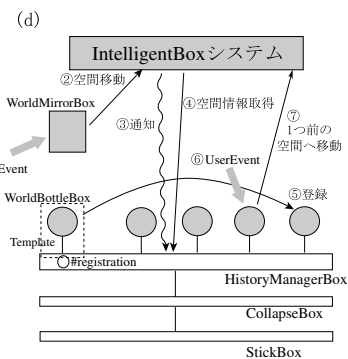 (d)
IntelligentBoxシステム
②空間移動
WorldMirrorBox
④空間情報取得
③通知
⑦
1つ前の
空間へ移動
Event
⑥UserEvent
WorldBottleBox
⑤登録
Template
#registration
HistoryManagerBox
CollapseBox
StickBox